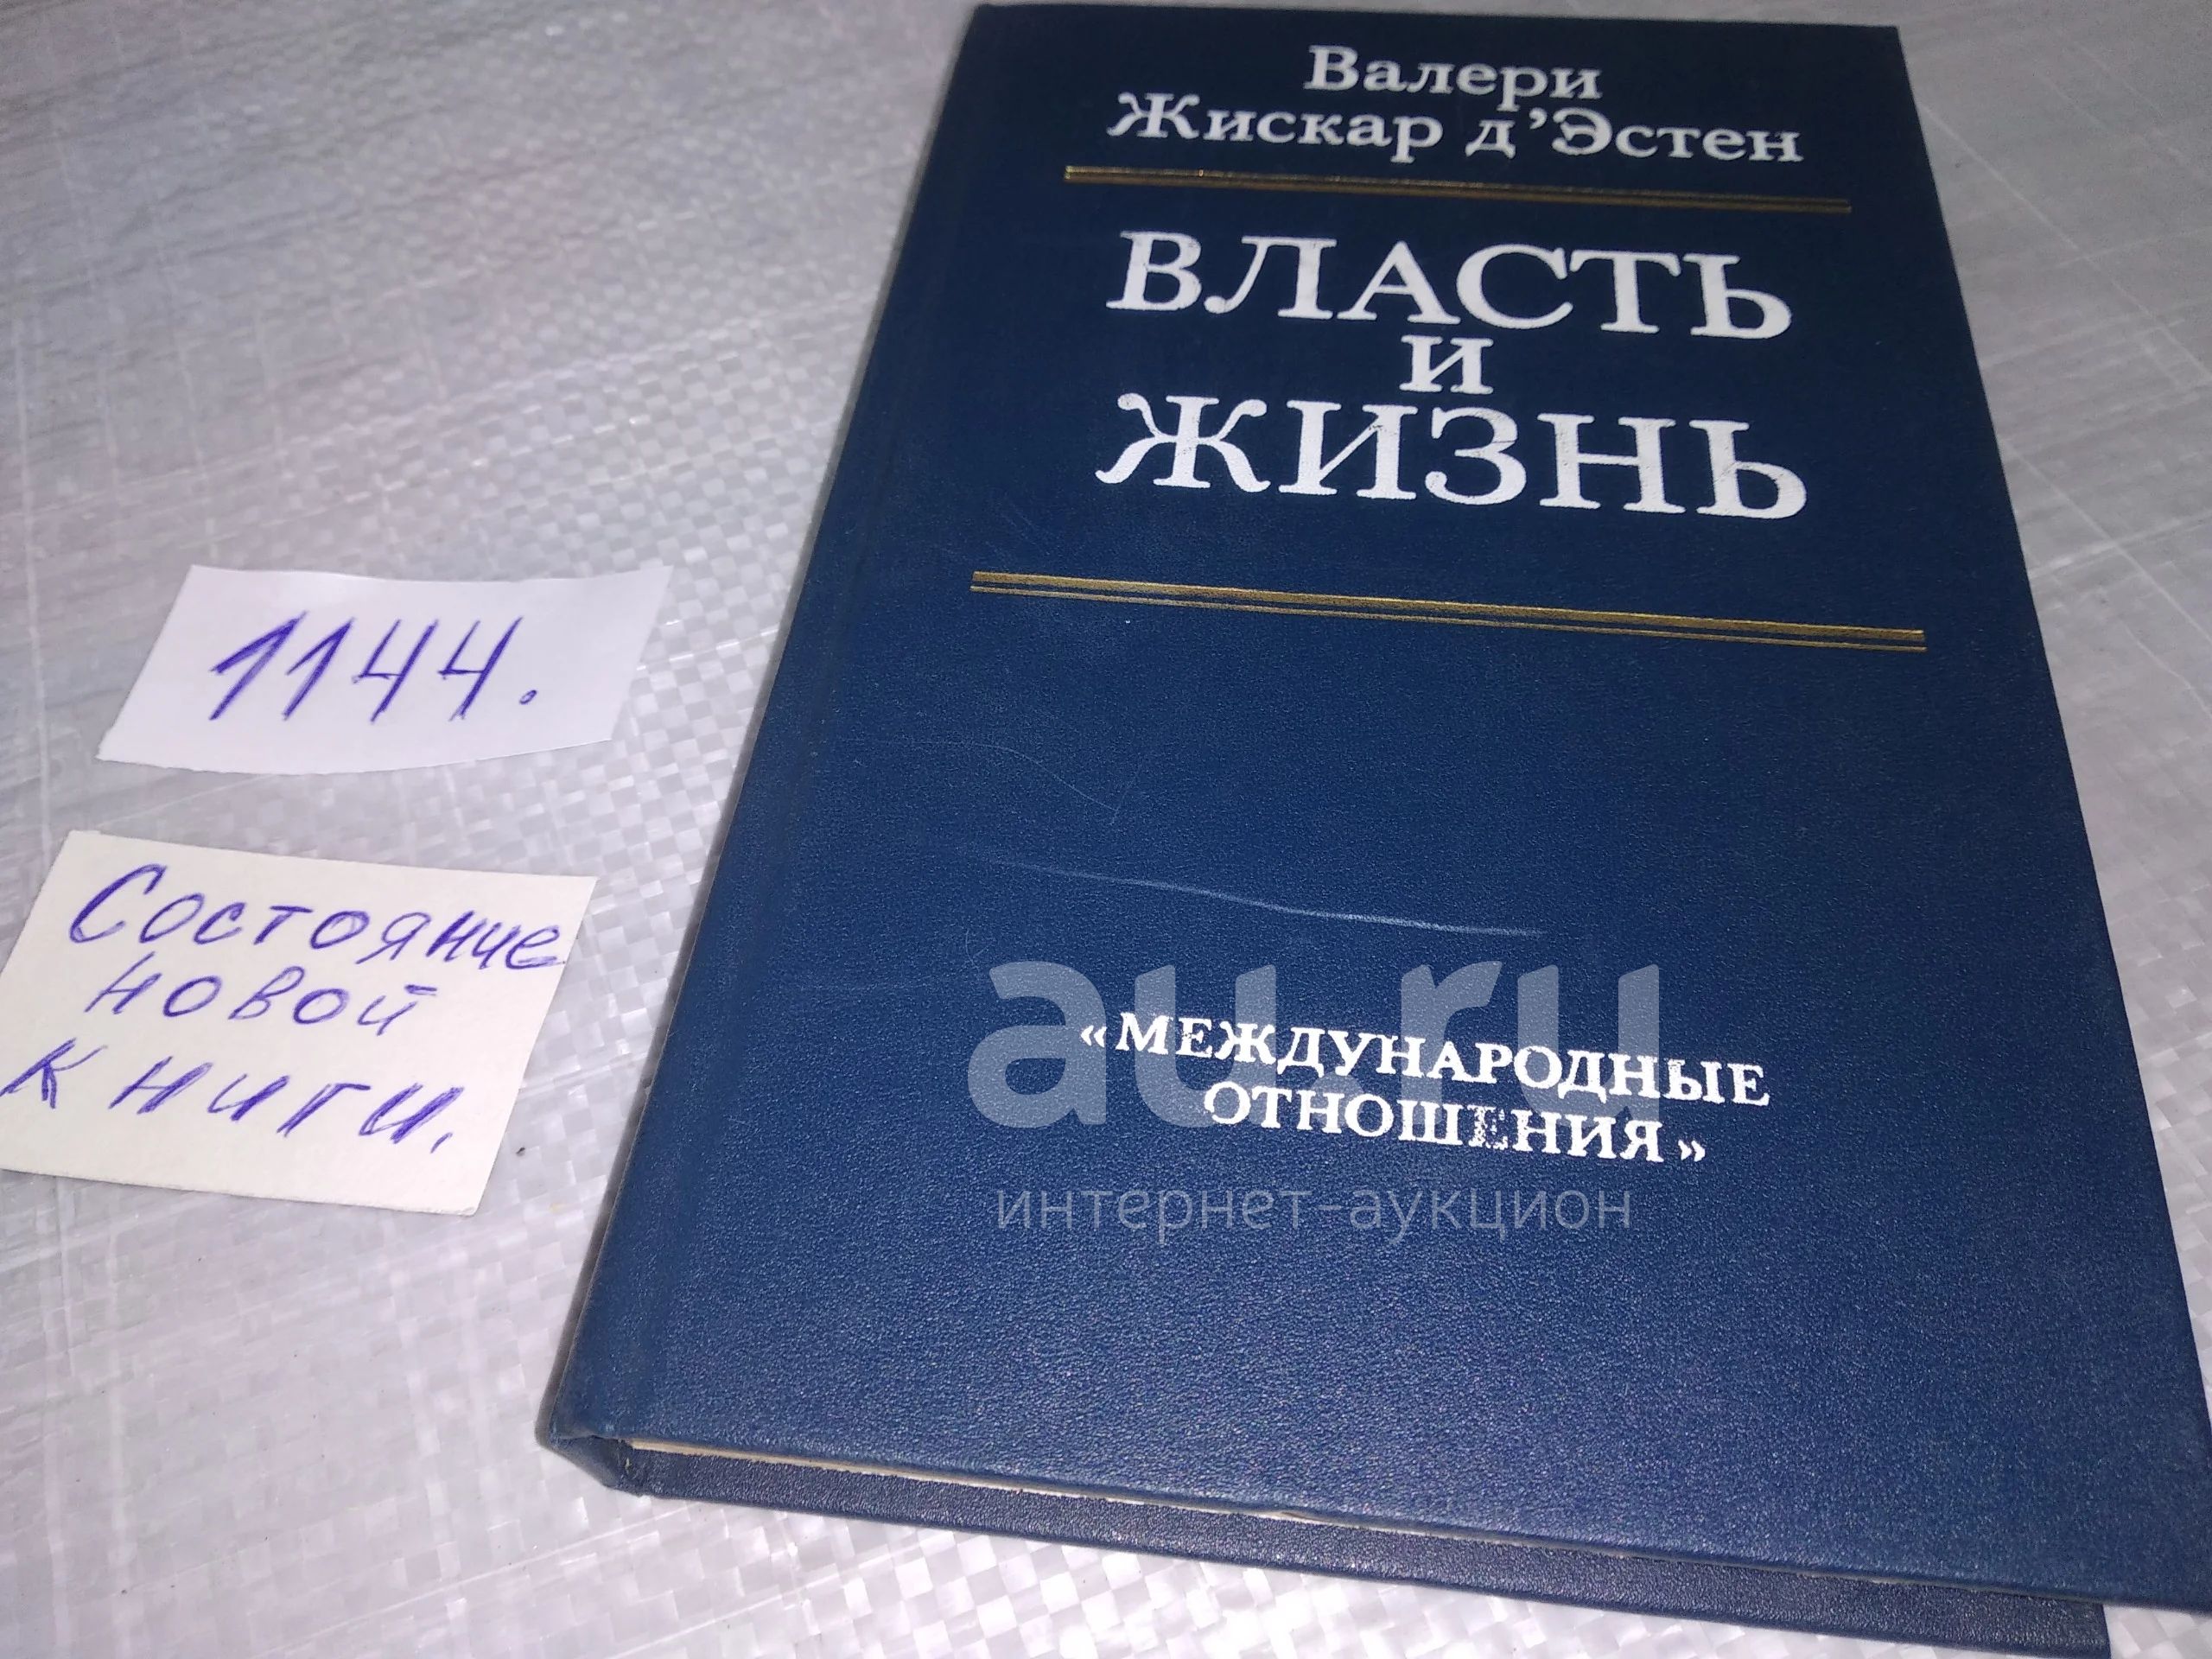 Валери
Жискар д'Эстен
ВЛАСТЬ
И
ЖИЗНЬ
«МЕЖДУНАРОДНЫЕ
ОТНОШЕНИЯ»
au.ru
интернет-аукцион
1144.
Состояние
новой
книги.